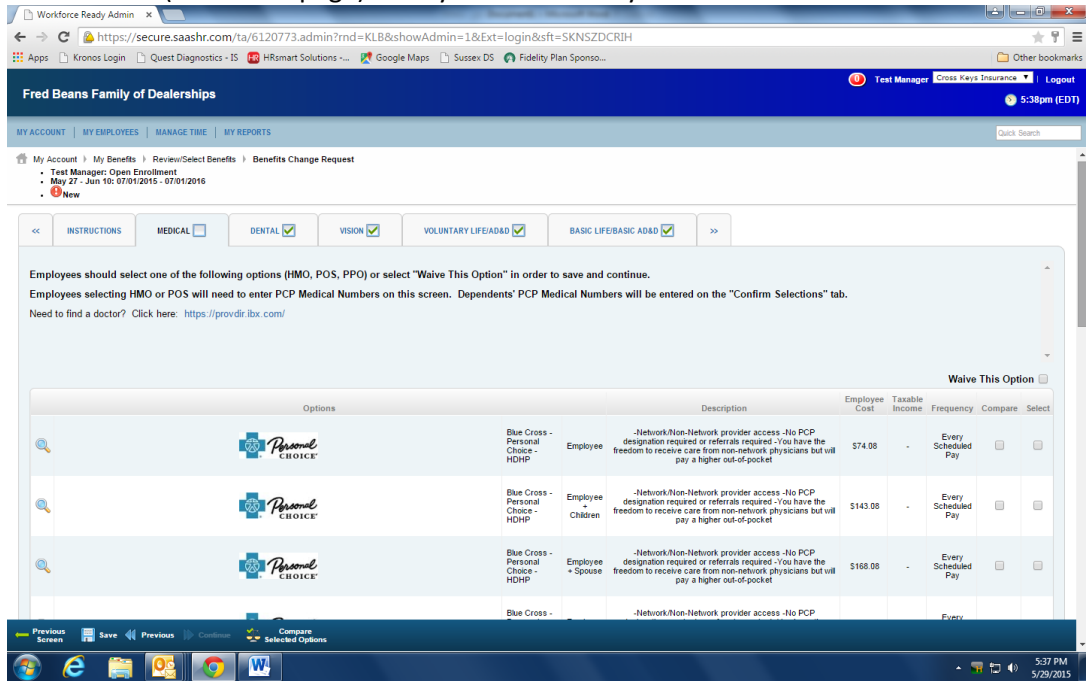 Workforce Ready Admin ×
https://secure.saashr.com/ta/6120773.admin?rnd=KLB&showAdmin=1&Ext=login&sft=SKNSZDCRIH
Apps Kronos Login Quest Diagnostics - IS HRsmart Solutions -... Google Maps Sussex DS Fidelity Plan Sponso... Other bookmarks
0 Test Manager Cross Keys Insurance | Logout
Fred Beans Family of Dealerships
5:38pm (EDT)
MY ACCOUNT | MY EMPLOYEES | MANAGE TIME | MY REPORTS Quick Search
My Account My Benefits Review/Select Benefits Benefits Change Request
Test Manager: Open Enrollment
May 27 - Jun 10: 07/01/2015 - 07/01/2016
New
<< INSTRUCTIONS MEDICAL DENTAL VISION VOLUNTARY LIFE/AD&D BASIC LIFE/BASIC AD&D >>
Employees should select one of the following options (HMO, POS, PPO) or select "Waive This Option" in order to save and continue.
Employees selecting HMO or POS will need to enter PCP Medical Numbers on this screen. Dependents' PCP Medical Numbers will be entered on the "Confirm Selections" tab.
Need to find a doctor? Click here: https://provdir.ibx.com/
Waive This Option
Options Description Employee Cost Taxable Income Frequency Compare Select
Personal CHOICE
Blue Cross - Personal Choice - HDHP
Employee
-Network/Non-Network provider access -No PCP
designation required or referrals required -You have the
freedom to receive care from non-network physicians but will
pay a higher out-of-pocket
$74.08 - Every Scheduled Pay
Personal CHOICE
Blue Cross - Personal Choice - HDHP
Employee + Children
-Network/Non-Network provider access -No PCP
designation required or referrals required -You have the
freedom to receive care from non-network physicians but will
pay a higher out-of-pocket
$143.08 - Every Scheduled Pay
Personal CHOICE
Blue Cross - Personal Choice - HDHP
Employee + Spouse
-Network/Non-Network provider access -No PCP
designation required or referrals required -You have the
freedom to receive care from non-network physicians but will
pay a higher out-of-pocket
$168.08 - Every Scheduled Pay
Blue Cross -
-Network/Non-Network provider access -No PCP
Every
Previous Screen Save Previous Continue Compare Selected Options
5:37 PM
5/29/2015